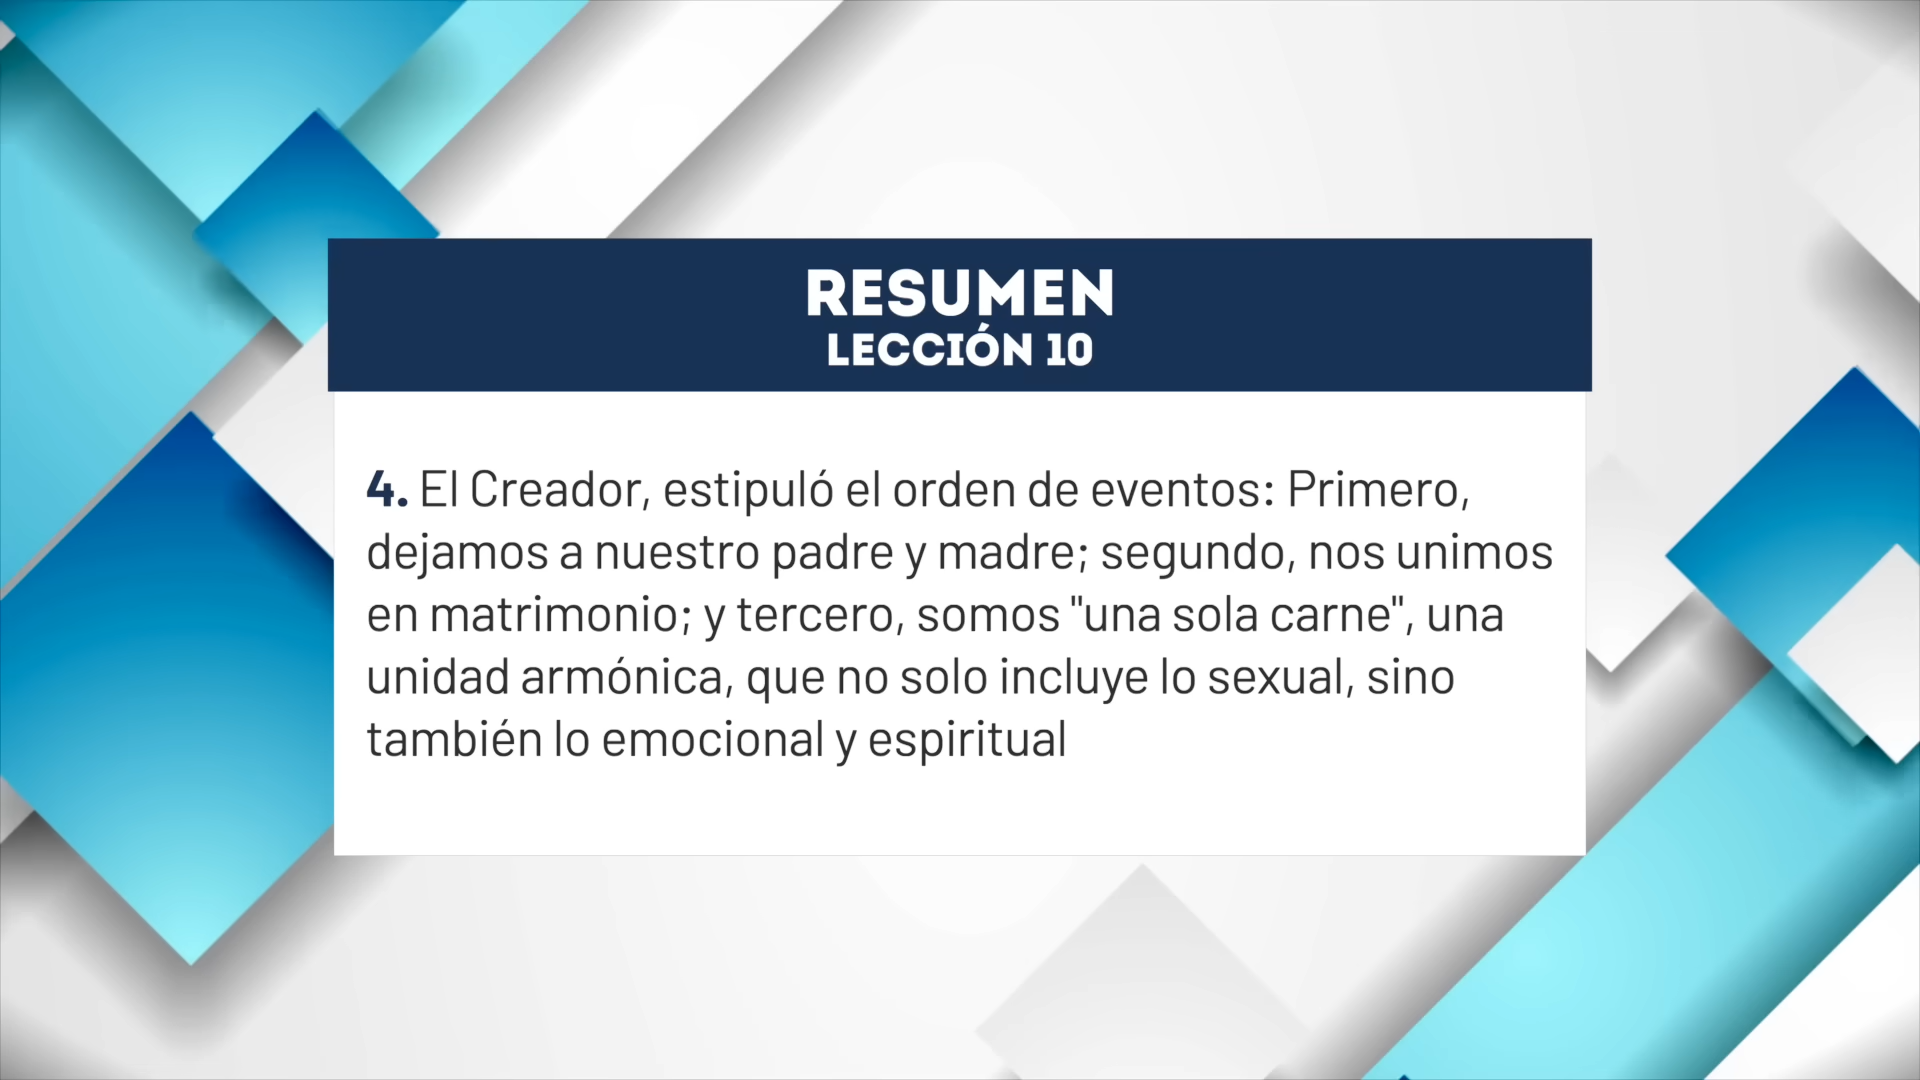 RESUMEN
LECCIÓN 10
4. El Creador, estipuló el orden de eventos: Primero,
dejamos a nuestro padre y madre; segundo, nos unimos
en matrimonio; y tercero, somos "una sola carne", una
unidad armónica, que no solo incluye lo sexual, sino
también lo emocional y espiritual